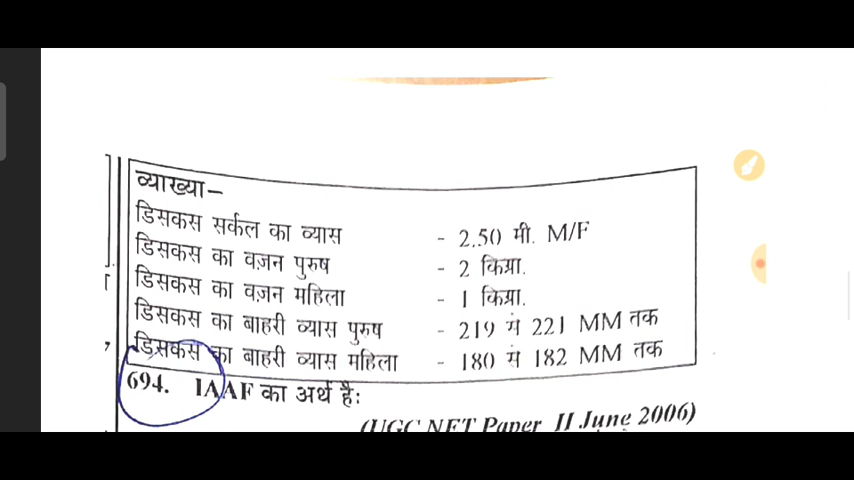 व्याख्या–
डिसकस सर्कल का व्यास - 2.50 मी. M/F
डिसकस का वज़न पुरुष - 2 किग्रा.
डिसकस का वज़न महिला - 1 किग्रा.
डिसकस का बाहरी व्यास पुरुष - 219 से 221 MM तक
डिसकस का बाहरी व्यास महिला - 180 से 182 MM तक
694. IAAF का अर्थ है:
(UGC NET Paper II June 2006)